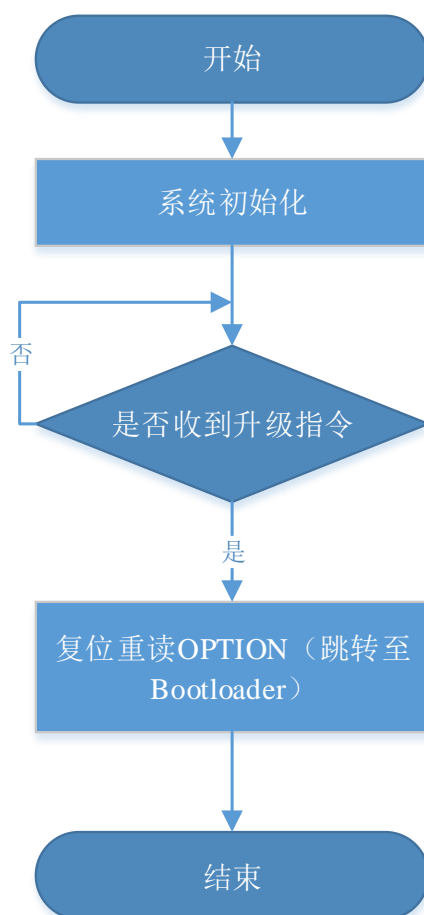 开始
系统初始化
否
是否收到升级指令
是
复位重读OPTION（跳转至
Bootloader）
结束